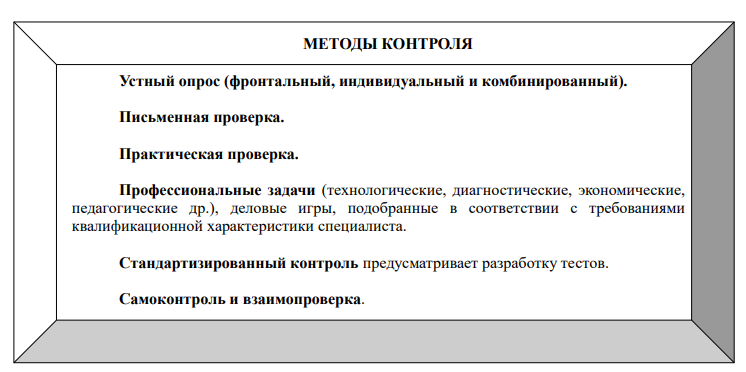 МЕТОДЫ КОНТРОЛЯ
Устный опрос (фронтальный, индивидуальный и комбинированный).
Письменная проверка.
Практическая проверка.
Профессиональные задачи (технологические, диагностические, экономические,
педагогические др.), деловые игры, подобранные в соответствии с требованиями
квалификационной характеристики специалиста.
Стандартизированный контроль предусматривает разработку тестов.
Самоконтроль и взаимопроверка.